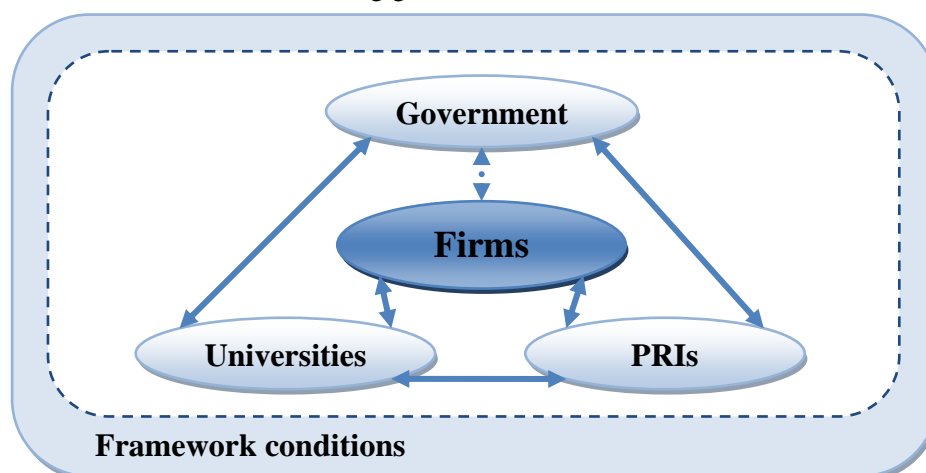 Government
Firms
Universities
PRIs
Framework conditions